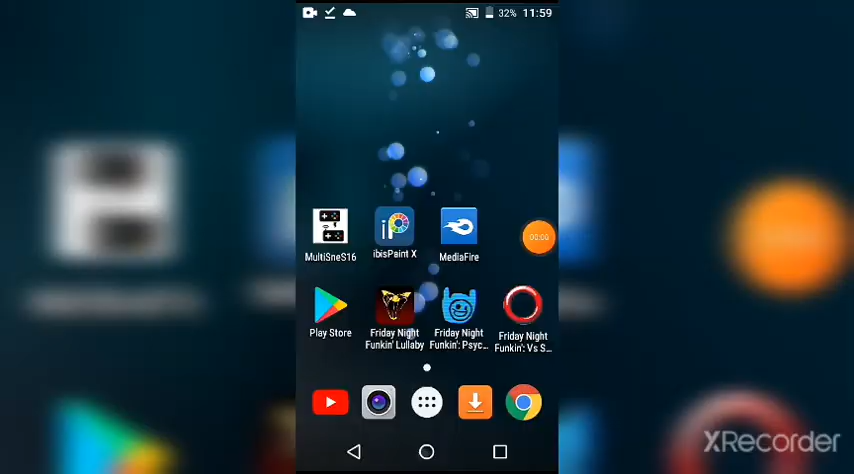 32% 11:59
MultiSneS16
ibisPaint X
MediaFire
00:00
Play Store
Friday Night
Funkin' Lullaby
Friday Night
Funkin': Psyc...
Friday Night
Funkin': Vs S...
XRecorder